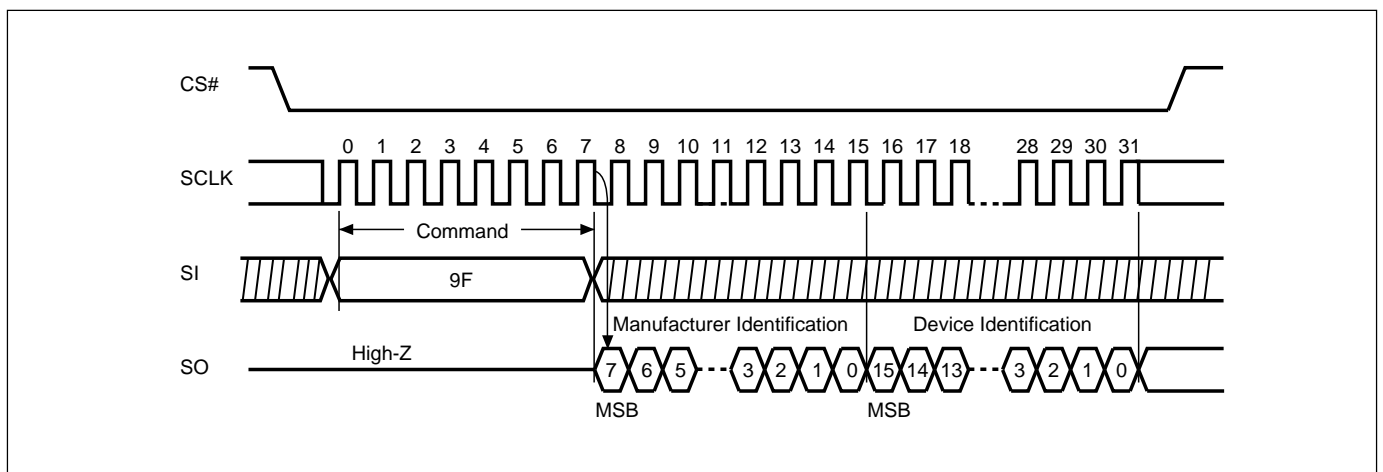 CS#
0 1 2 3 4 5 6 7 8 9 10 11 12 13 14 15 16 17 18 28 29 30 31
SCLK
Command
SI
9F
Manufacturer Identification Device Identification
High-Z
SO
7 6 5 3 2 1 0 15 14 13 3 2 1 0
MSB MSB